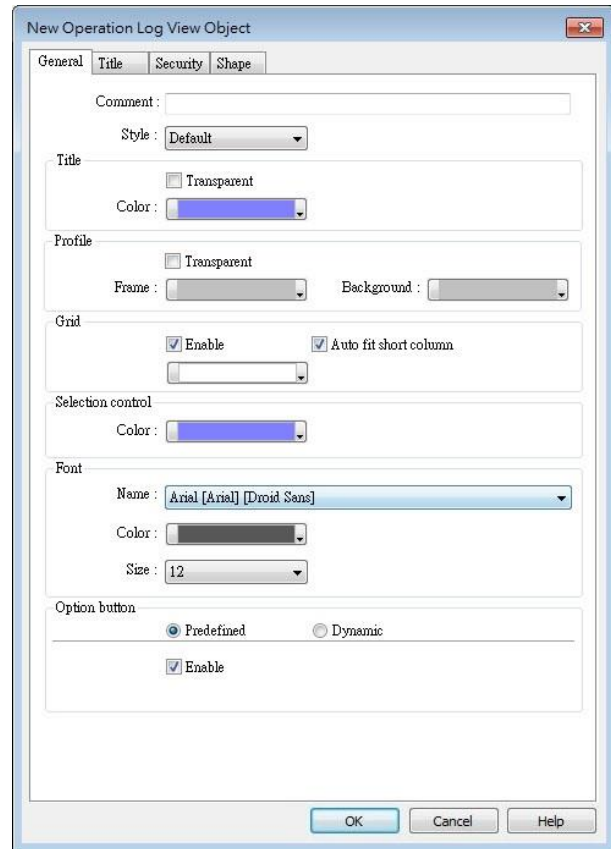 New Operation Log View Object
General Title Security Shape
Comment :
Style : Default
Title
Transparent
Color :
Profile
Transparent
Frame : Background :
Grid
Enable Auto fit short column
Selection control
Color :
Font
Name : Arial [Arial] [Droid Sans]
Color :
Size : 12
Option button
Predefined Dynamic
Enable
OK Cancel Help